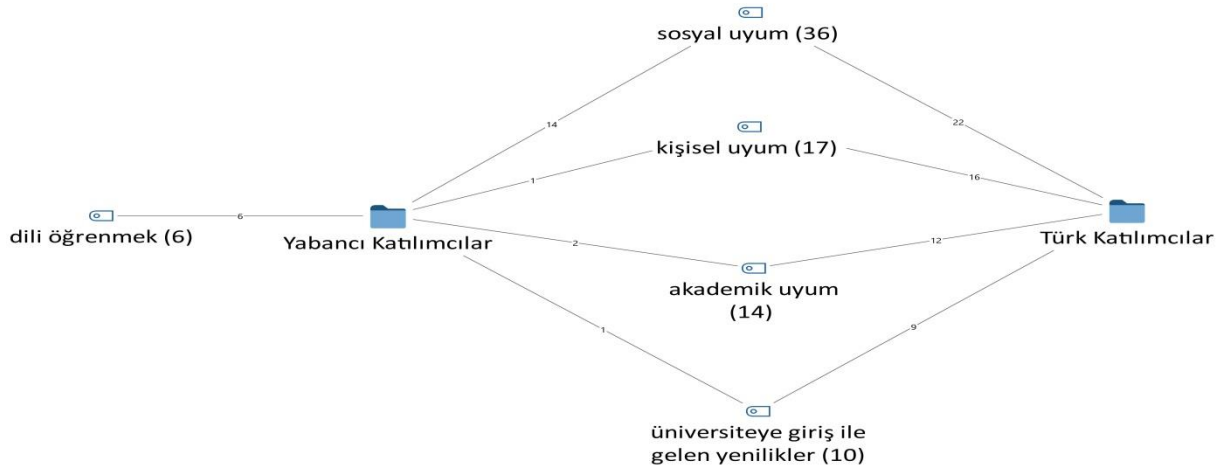 sosyal uyum (36)
14
22
kişisel uyum (17)
1
16
dili öğrenmek (6)
6
Yabancı Katılımcılar
Türk Katılımcılar
2
12
akademik uyum
(14)
1
9
üniversiteye giriş ile
gelen yenilikler (10)